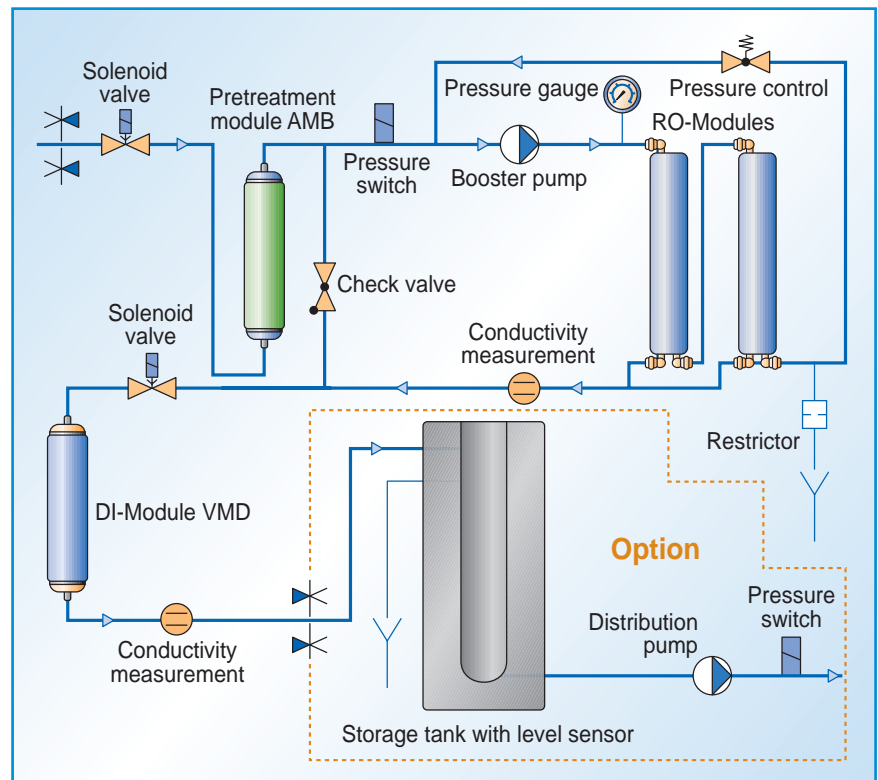 Solenoid
valve
Pretreatment
module AMB
Pressure gauge
Pressure control
RO-Modules
Pressure
switch
Booster pump
Check valve
Solenoid
valve
Conductivity
measurement
Restrictor
DI-Module VMD
Option
Conductivity
measurement
Distribution
pump
Pressure
switch
Storage tank with level sensor